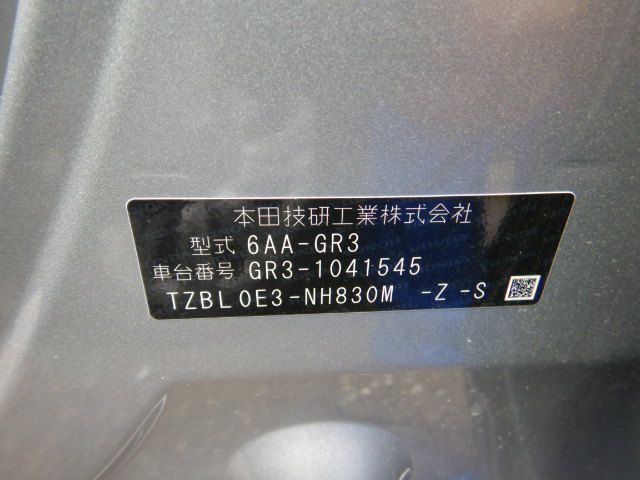 本田技研工業株式会社
型式 6AA-GR3
車台番号 GR3-1041545
TZBL0E3-NH830M -Z -S